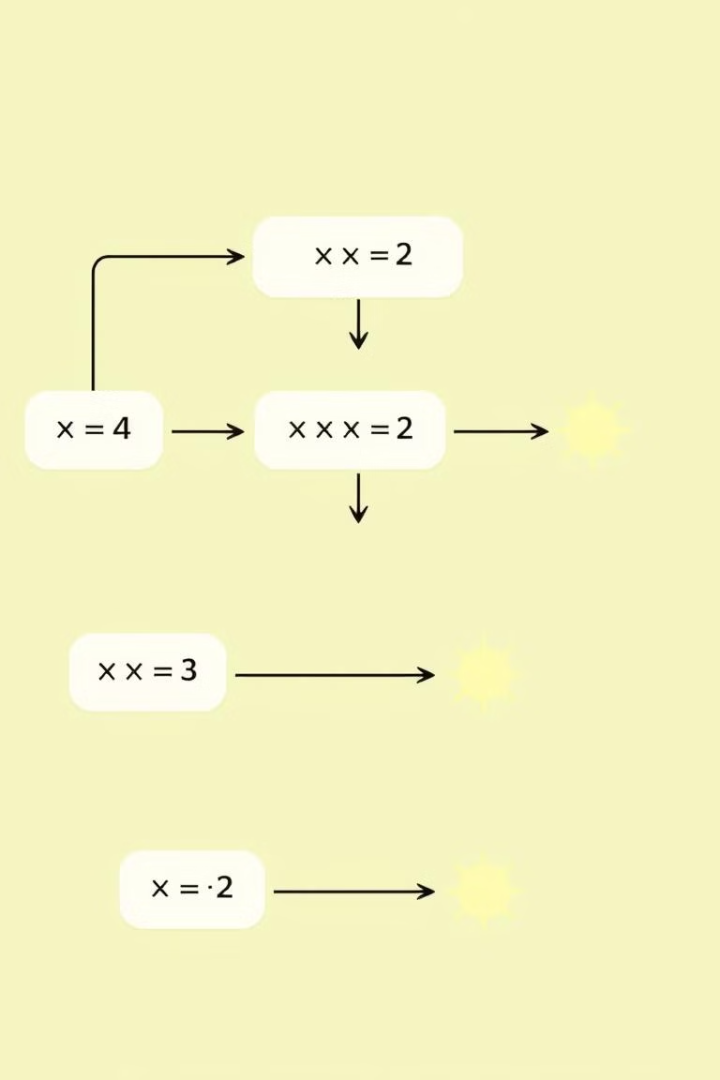 x x = 2
x = 4
x x x = 2
x x = 3
x = ·2